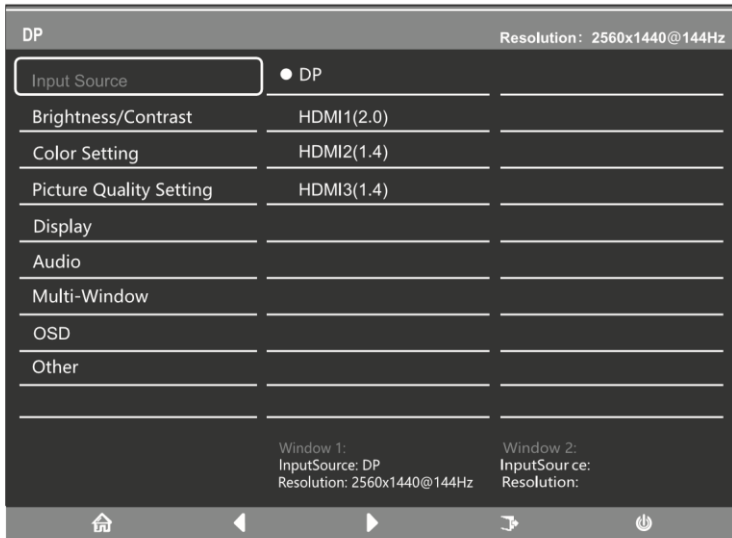 DP
Resolution: 2560x1440@144Hz
Input Source
● DP
Brightness/Contrast
HDMI1(2.0)
Color Setting
HDMI2(1.4)
Picture Quality Setting
HDMI3(1.4)
Display
Audio
Multi-Window
OSD
Other
Window 1:
InputSource: DP
Resolution: 2560x1440@144Hz
Window 2:
InputSour ce:
Resolution: